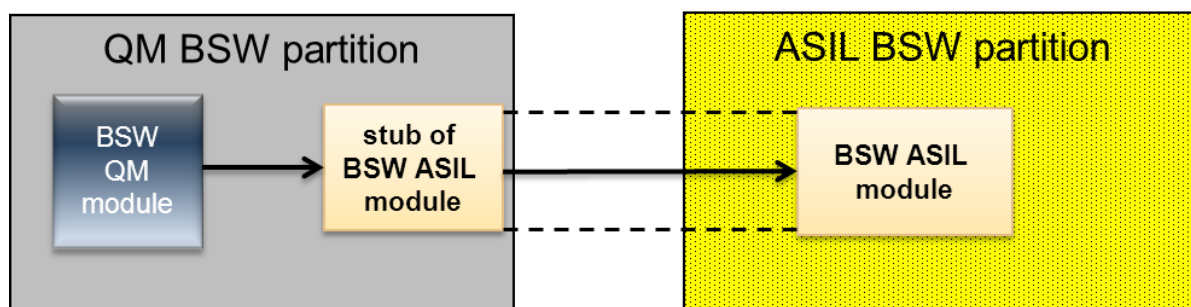 QM BSW partition
BSW
QM
module
stub of
BSW ASIL
module
ASIL BSW partition
BSW ASIL
module